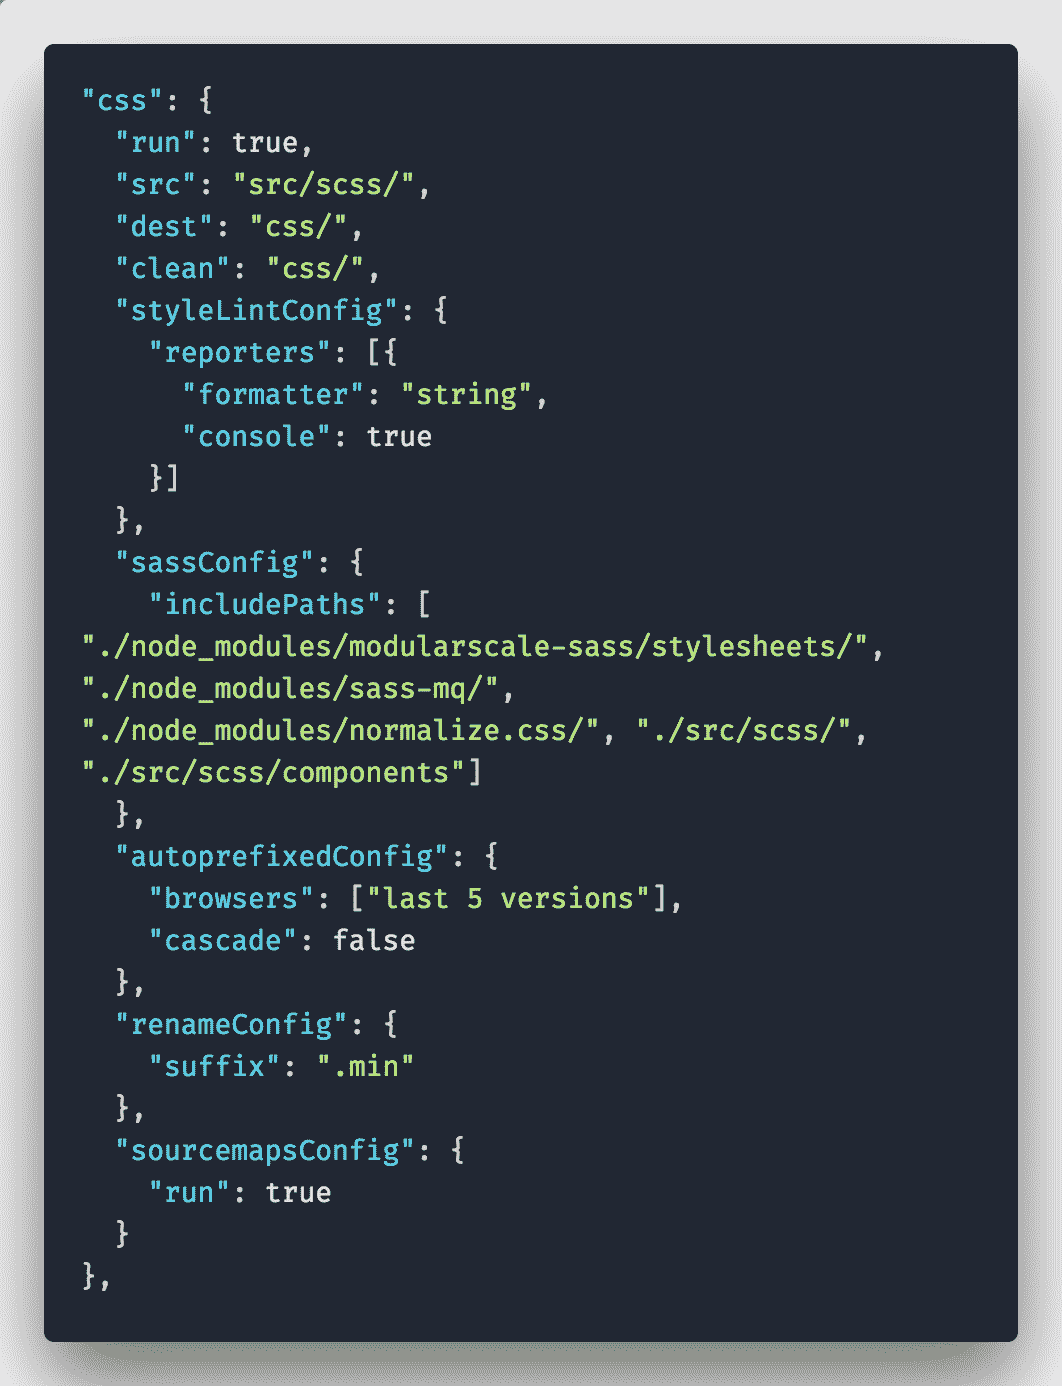 "css": {
  "run": true,
  "src": "src/scss/",
  "dest": "css/",
  "clean": "css/",
  "styleLintConfig": {
    "reporters": [{
      "formatter": "string",
      "console": true
    }]
  },
  "sassConfig": {
    "includePaths": [
"./node_modules/modularscale-sass/stylesheets/",
"./node_modules/sass-mq/",
"./node_modules/normalize.css/", "./src/scss/",
"./src/scss/components"]
  },
  "autoprefixedConfig": {
    "browsers": ["last 5 versions"],
    "cascade": false
  },
  "renameConfig": {
    "suffix": ".min"
  },
  "sourcemapsConfig": {
    "run": true
  }
},